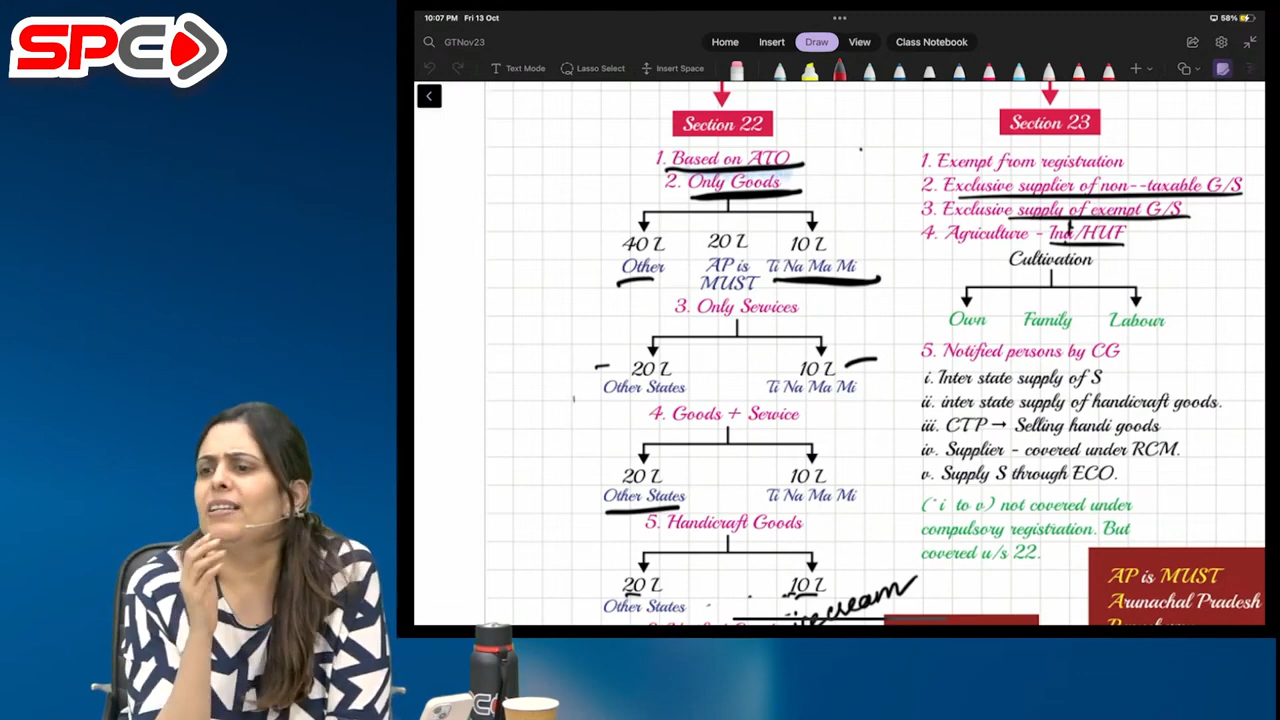 SPC
10:07 PM Fri 13 Oct
58%
GTNov23
Home Insert Draw View Class Notebook
Text Mode Lasso Select Insert Space
Section 22
1. Based on ATO
2. Only Goods
40 L 20 L 10 L
Other AP is Ti Na Ma Mi
MUST
3. Only Services
20 L 10 L
Other States Ti Na Ma Mi
4. Goods + Service
20 L 10 L
Other States Ti Na Ma Mi
5. Handicraft Goods
20 L 10 L
Other States
icecream
Section 23
1. Exempt from registration
2. Exclusive supplier of non--taxable G/S
3. Exclusive supply of exempt G/S
4. Agriculture - Ind/HUF
Cultivation
Own Family Labour
5. Notified persons by CG
i. Inter state supply of S
ii. inter state supply of handicraft goods.
iii. CTP → Selling handi goods
iv. Supplier - covered under RCM.
v. Supply S through ECO.
(i to v) not covered under
compulsory registration. But
covered u/s 22.
AP is MUST
Arunachal Pradesh